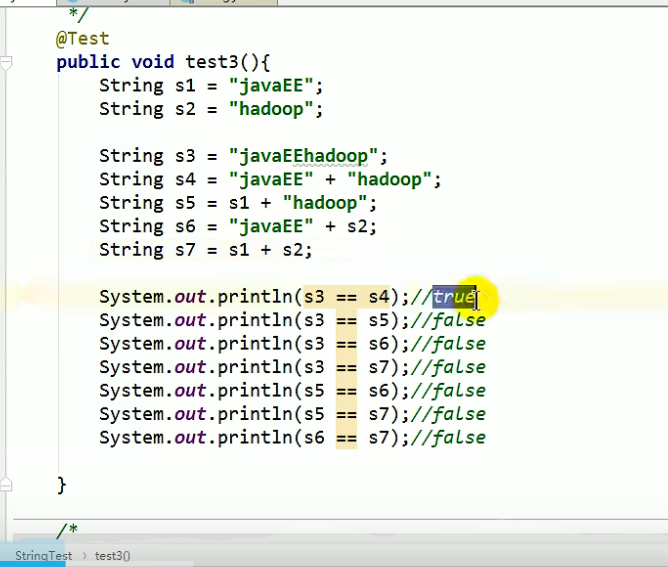 */
@Test
public void test3(){
String s1 = "javaEE";
String s2 = "hadoop";
String s3 = "javaEEhadoop";
String s4 = "javaEE" + "hadoop";
String s5 = s1 + "hadoop";
String s6 = "javaEE" + s2;
String s7 = s1 + s2;
System.out.println(s3 == s4);//true
System.out.println(s3 == s5);//false
System.out.println(s3 == s6);//false
System.out.println(s3 == s7);//false
System.out.println(s5 == s6);//false
System.out.println(s5 == s7);//false
System.out.println(s6 == s7);//false
}
/*
StringTest › test3()